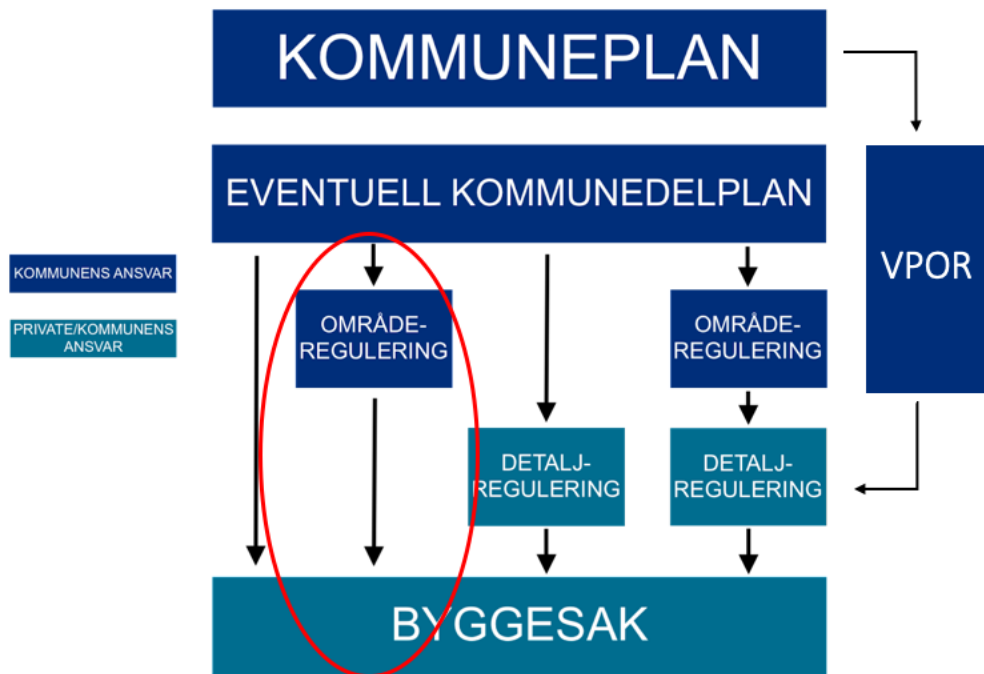 KOMMUNEPLAN
EVENTUELL KOMMUNEDELPLAN
VPOR
KOMMUNENS ANSVAR
PRIVATE/KOMMUNENS
ANSVAR
OMRÅDE-
REGULERING
OMRÅDE-
REGULERING
DETALJ-
REGULERING
DETALJ-
REGULERING
BYGGESAK